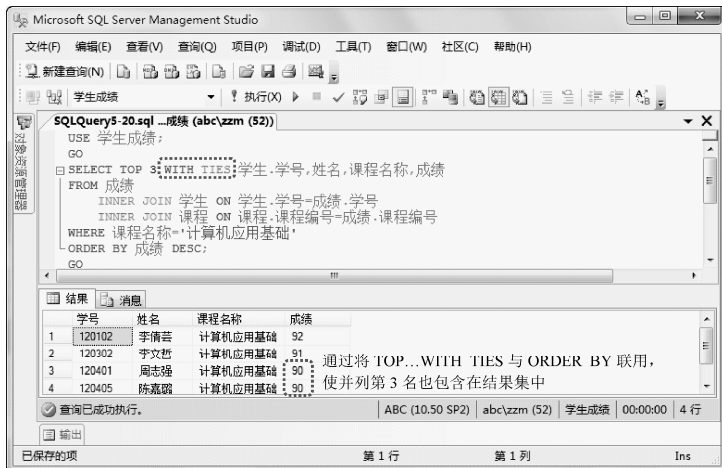 Microsoft SQL Server Management Studio
文件(F) 编辑(E) 查看(V) 查询(Q) 项目(P) 调试(D) 工具(T) 窗口(W) 社区(C) 帮助(H)
新建查询(N)
学生成绩 执行(X)
对象资源管理器
SQLQuery5-20.sql ...成绩 (abc\zzm (52))
USE 学生成绩;
GO
SELECT TOP 3 WITH TIES 学生.学号,姓名,课程名称,成绩
FROM 成绩
INNER JOIN 学生 ON 学生.学号=成绩.学号
INNER JOIN 课程 ON 课程.课程编号=成绩.课程编号
WHERE 课程名称='计算机应用基础'
ORDER BY 成绩 DESC;
GO
结果 消息
学号 姓名 课程名称 成绩
1 120102 李倩芸 计算机应用基础 92
2 120302 李文哲 计算机应用基础 91
3 120401 周志强 计算机应用基础 90
4 120405 陈嘉璐 计算机应用基础 90
通过将 TOP…WITH TIES 与 ORDER BY 联用，
使并列第 3 名也包含在结果集中
查询已成功执行。 ABC (10.50 SP2) abc\zzm (52) 学生成绩 00:00:00 4 行
输出
已保存的项 第 1 行 第 1 列 Ins